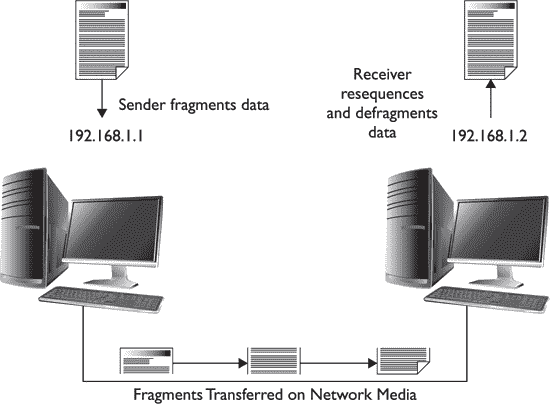 Sender fragments data
192.168.1.1
Receiver
resequences
and defragments
data
192.168.1.2
Fragments Transferred on Network Media